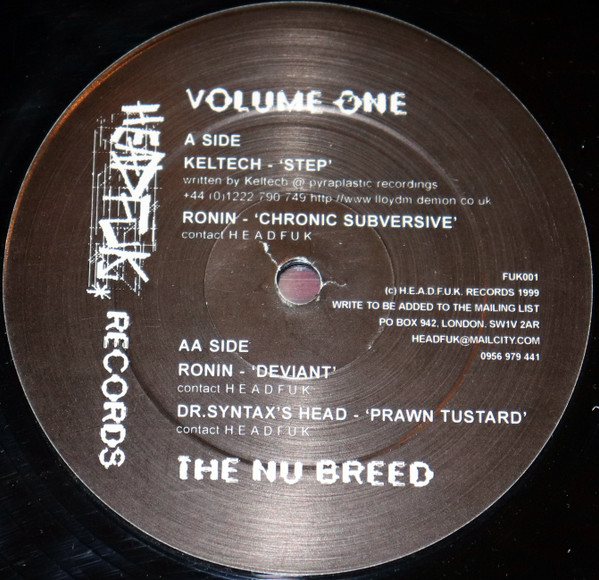 VOLUME ONE
A SIDE
KELTECH - 'STEP'
written by Keltech @ pyraplastic recordings
+44 (0)1222 790 749 http://www lloydm demon co uk
RONIN - 'CHRONIC SUBVERSIVE'
contact H E A D F U K
HEADFUK* RECORDS
FUK001
(c) H.E.A.D.F.U.K. RECORDS 1999
WRITE TO BE ADDED TO THE MAILING LIST
PO BOX 942, LONDON. SW1V 2AR
HEADFUK@MAILCITY.COM
0956 979 441
AA SIDE
RONIN - 'DEVIANT'
contact H E A D F U K
DR.SYNTAX'S HEAD - 'PRAWN TUSTARD'
contact H E A D F U K
THE NU BREED